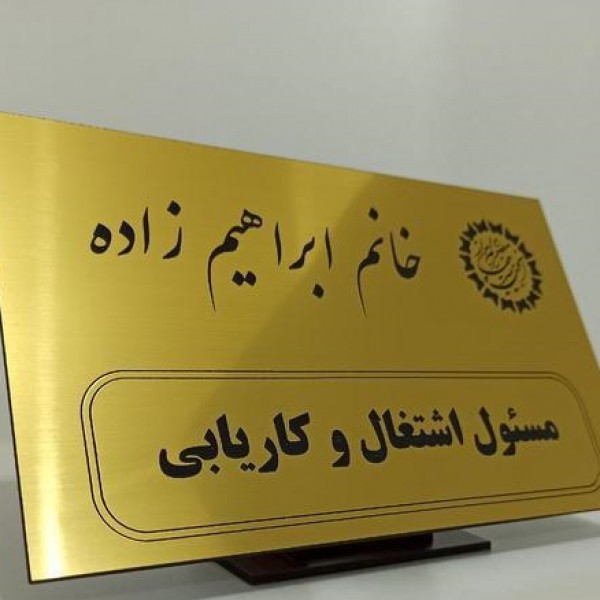 خانم ابراهیم زاده
مسئول اشتغال و کاریابی